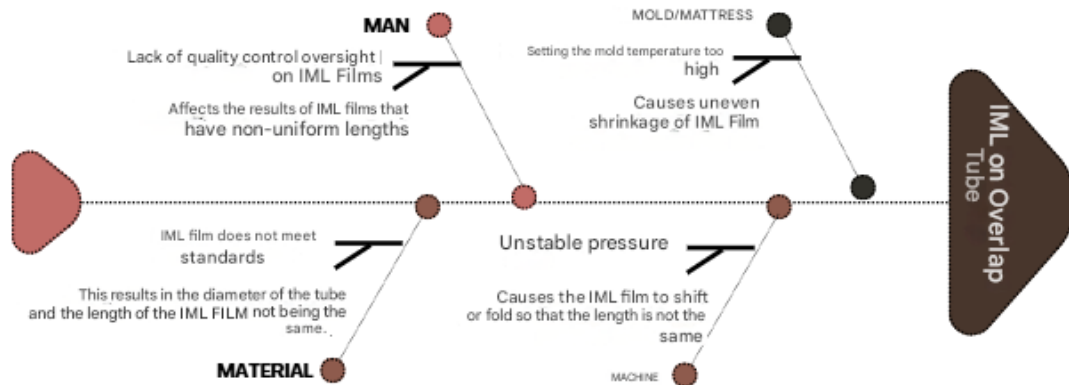 MAN
Lack of quality control oversight
on IML Films
Affects the results of IML films that
have non-uniform lengths
MOLD/MATTRESS
Setting the mold temperature too
high
Causes uneven
shrinkage of IML Film
IML on Overlap
Tube
IML film does not meet
standards
This results in the diameter of the tube
and the length of the IML FILM not being the
same.
MATERIAL
Unstable pressure
Causes the IML film to shift
or fold so that the length is not the
same
MACHINE